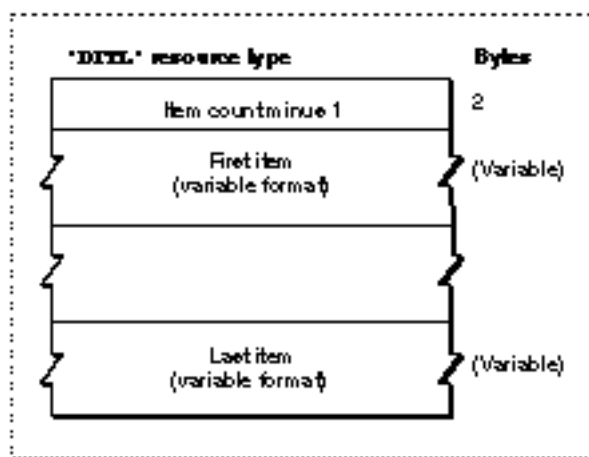 'DITL' resource type Bytes
Item count minus 1 2
First item
(variable format) (Variable)
Last item
(variable format) (Variable)